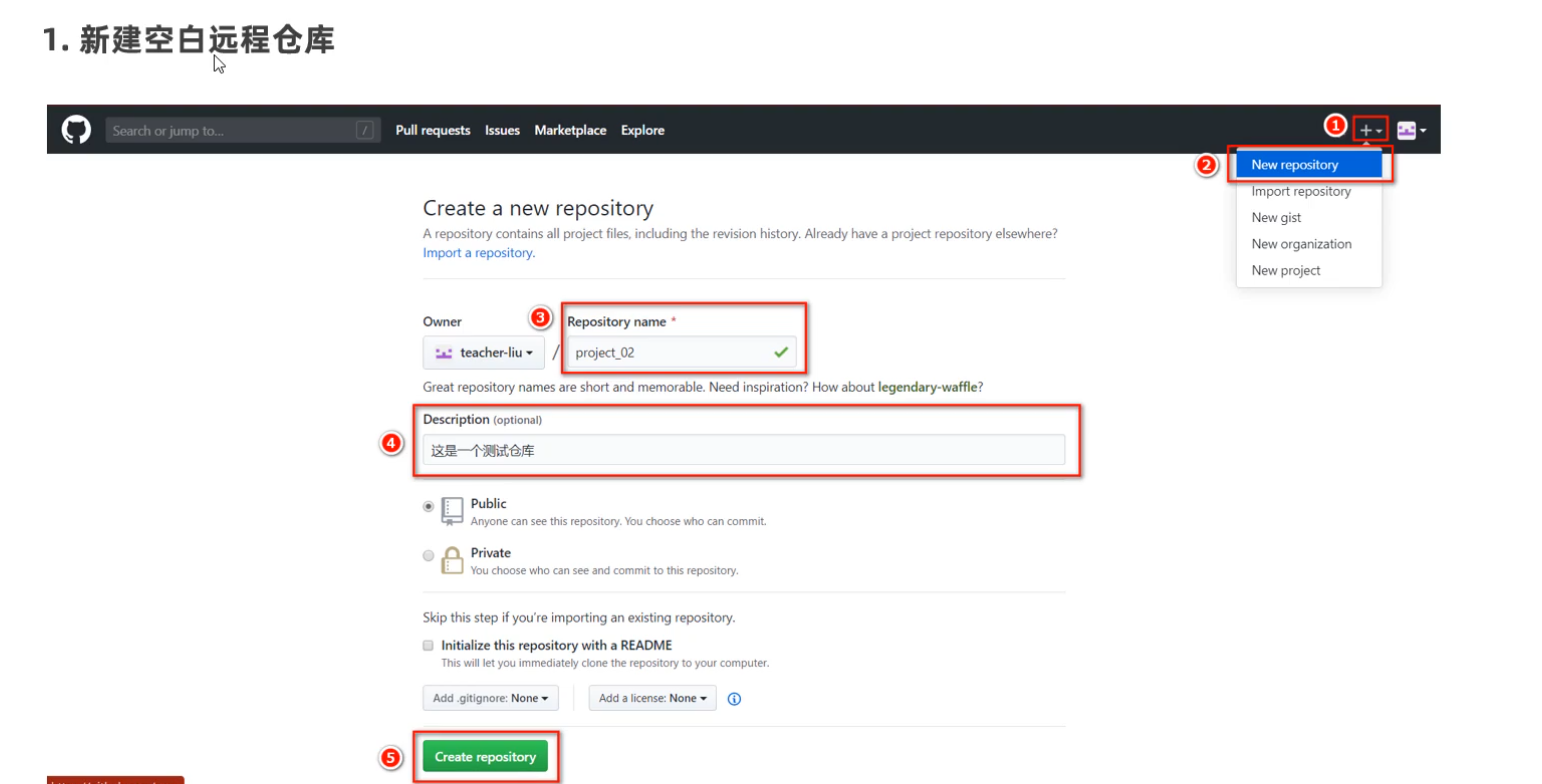 1. 新建空白远程仓库
Search or jump to... /
Pull requests Issues Marketplace Explore
1
2
New repository
Import repository
New gist
New organization
New project
Create a new repository
A repository contains all project files, including the revision history. Already have a project repository elsewhere?
Import a repository.
Owner
3
Repository name *
teacher-liu / project_02
Great repository names are short and memorable. Need inspiration? How about legendary-waffle?
Description (optional)
4
这是一个测试仓库
Public
Anyone can see this repository. You choose who can commit.
Private
You choose who can see and commit to this repository.
Skip this step if you're importing an existing repository.
Initialize this repository with a README
This will let you immediately clone the repository to your computer.
Add .gitignore: None Add a license: None
5
Create repository